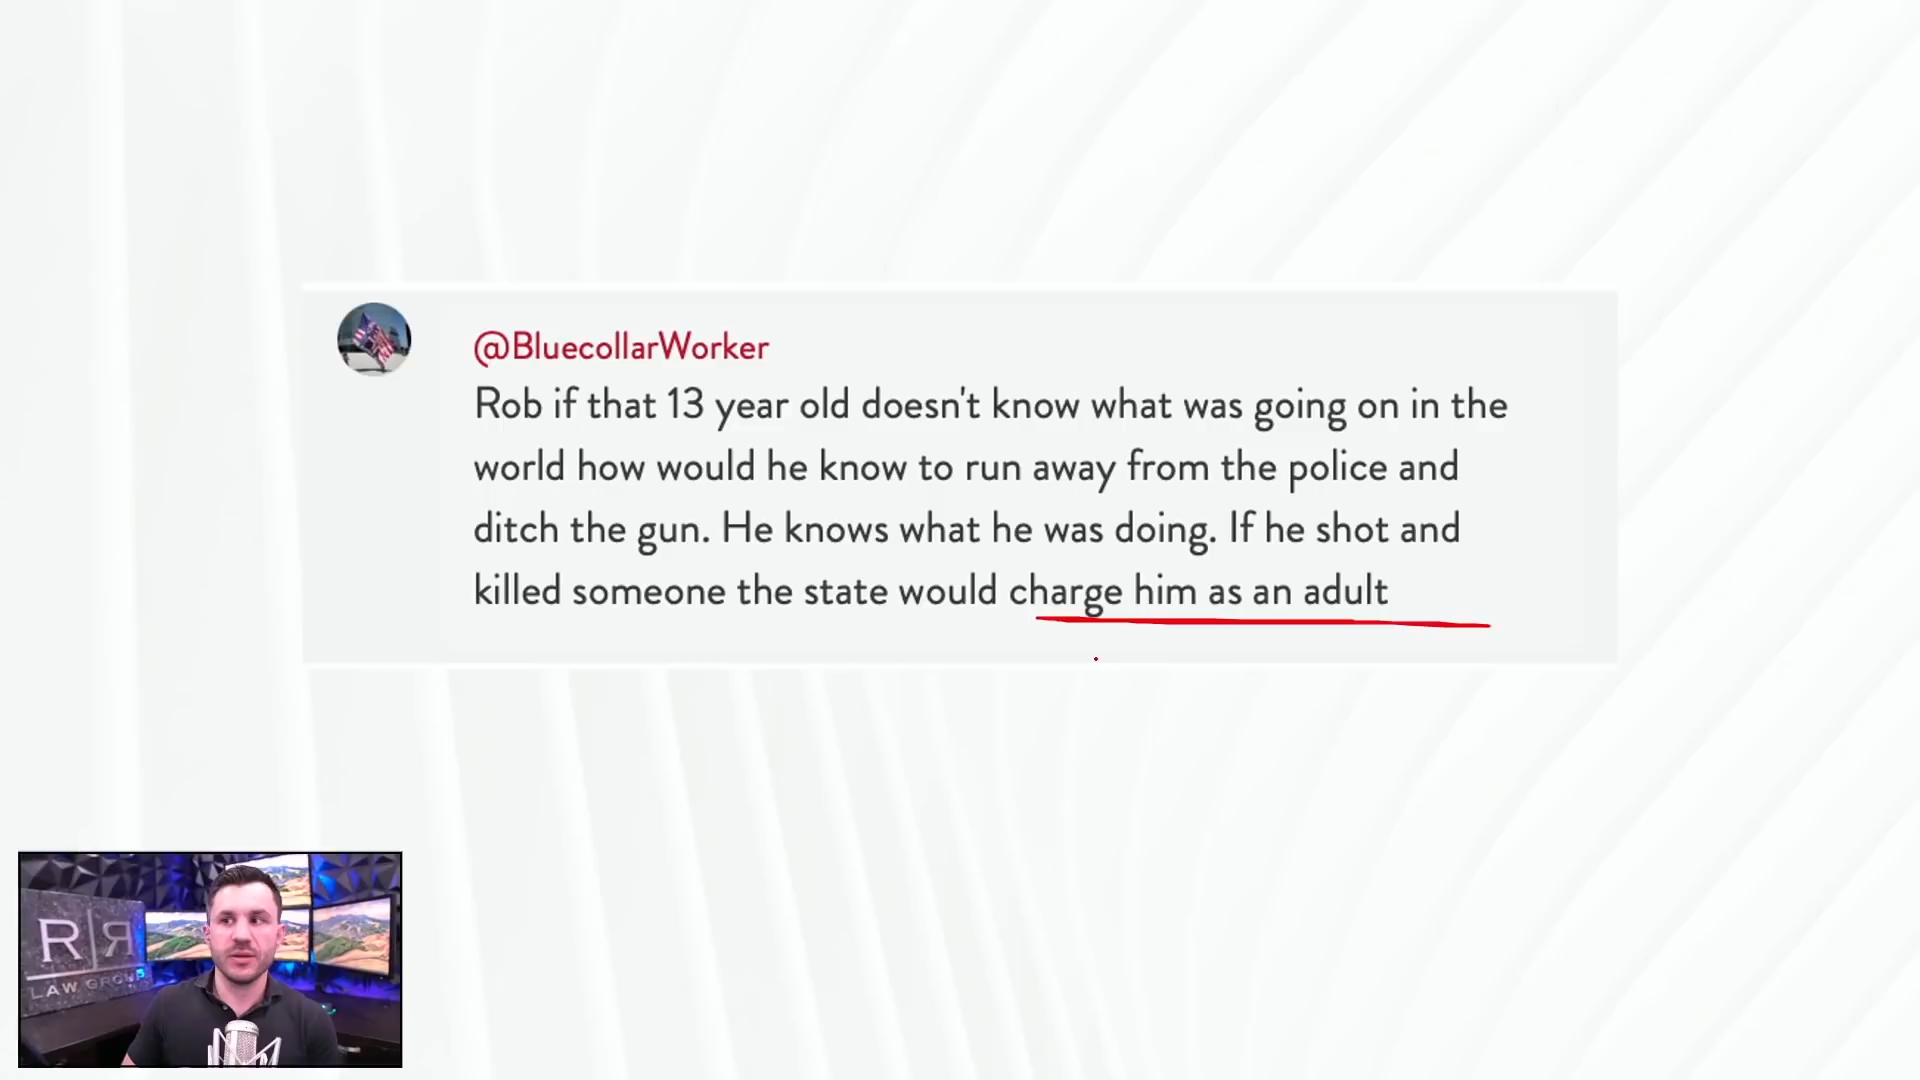 @BluecollarWorker
Rob if that 13 year old doesn't know what was going on in the
world how would he know to run away from the police and
ditch the gun. He knows what he was doing. If he shot and
killed someone the state would charge him as an adult
R|R
LAW GROUP